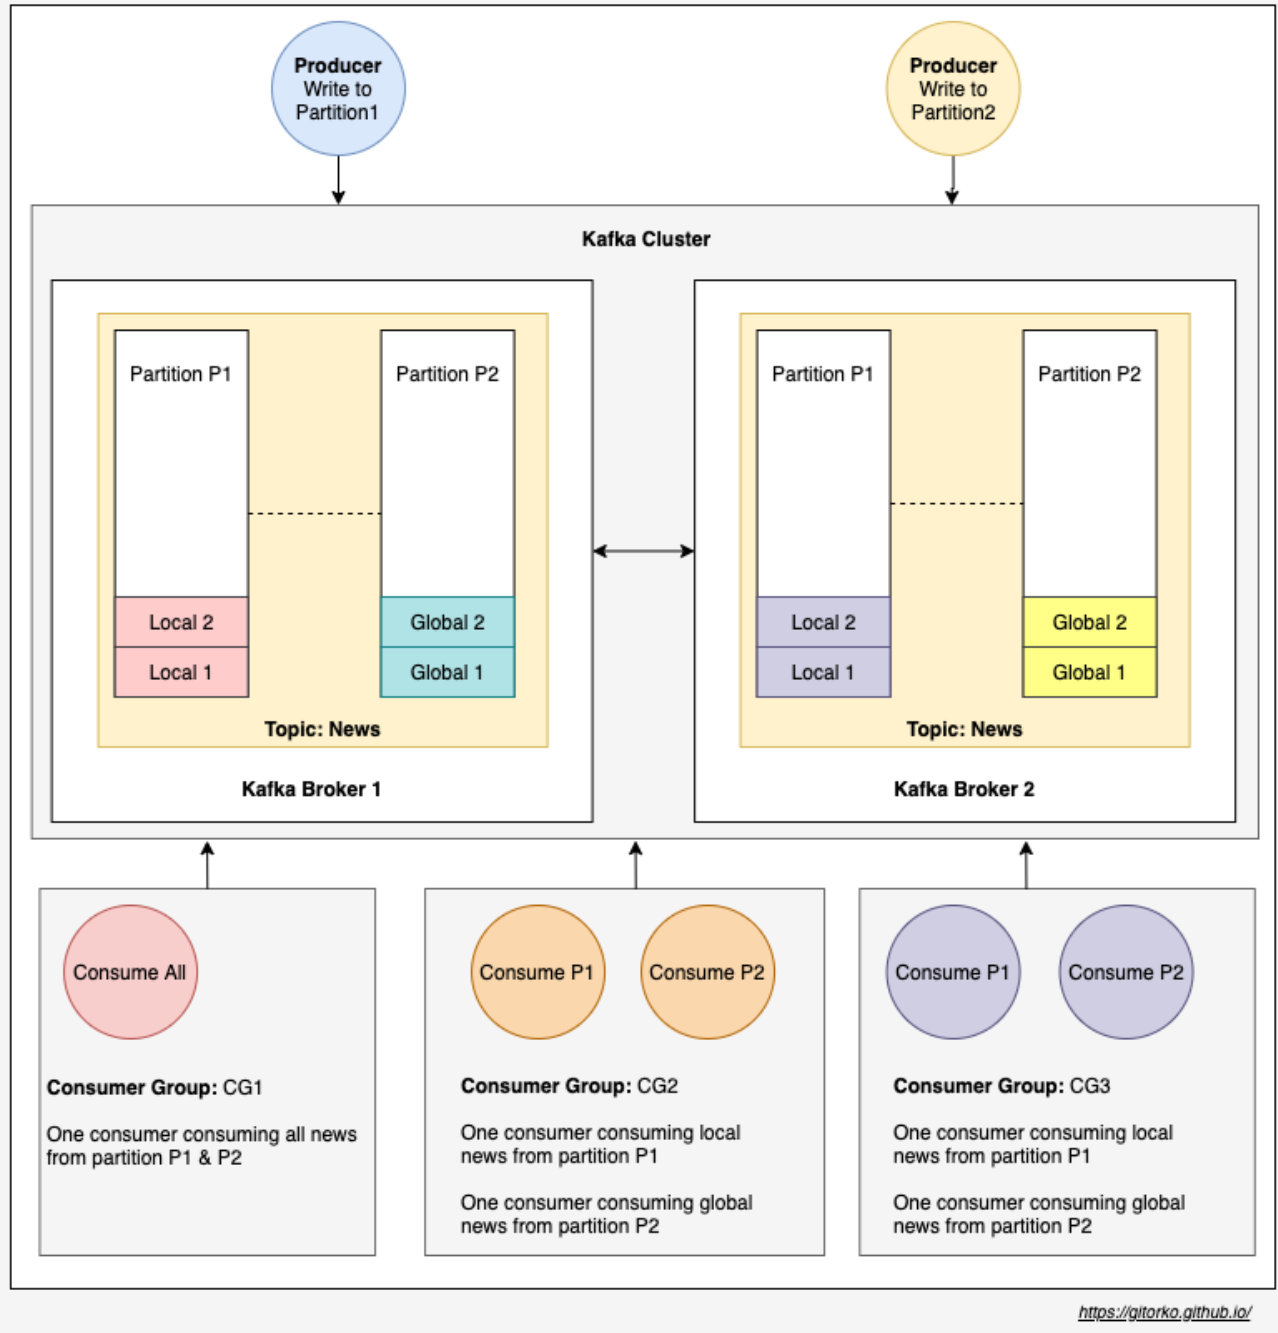 Producer
Write to
Partition1
Producer
Write to
Partition2
Kafka Cluster
Partition P1
Partition P2
Local 2
Global 2
Local 1
Global 1
Topic: News
Kafka Broker 1
Partition P1
Partition P2
Local 2
Global 2
Local 1
Global 1
Topic: News
Kafka Broker 2
Consume All
Consumer Group: CG1
One consumer consuming all news
from partition P1 & P2
Consume P1
Consume P2
Consumer Group: CG2
One consumer consuming local
news from partition P1
One consumer consuming global
news from partition P2
Consume P1
Consume P2
Consumer Group: CG3
One consumer consuming local
news from partition P1
One consumer consuming global
news from partition P2
https://gitorko.github.io/